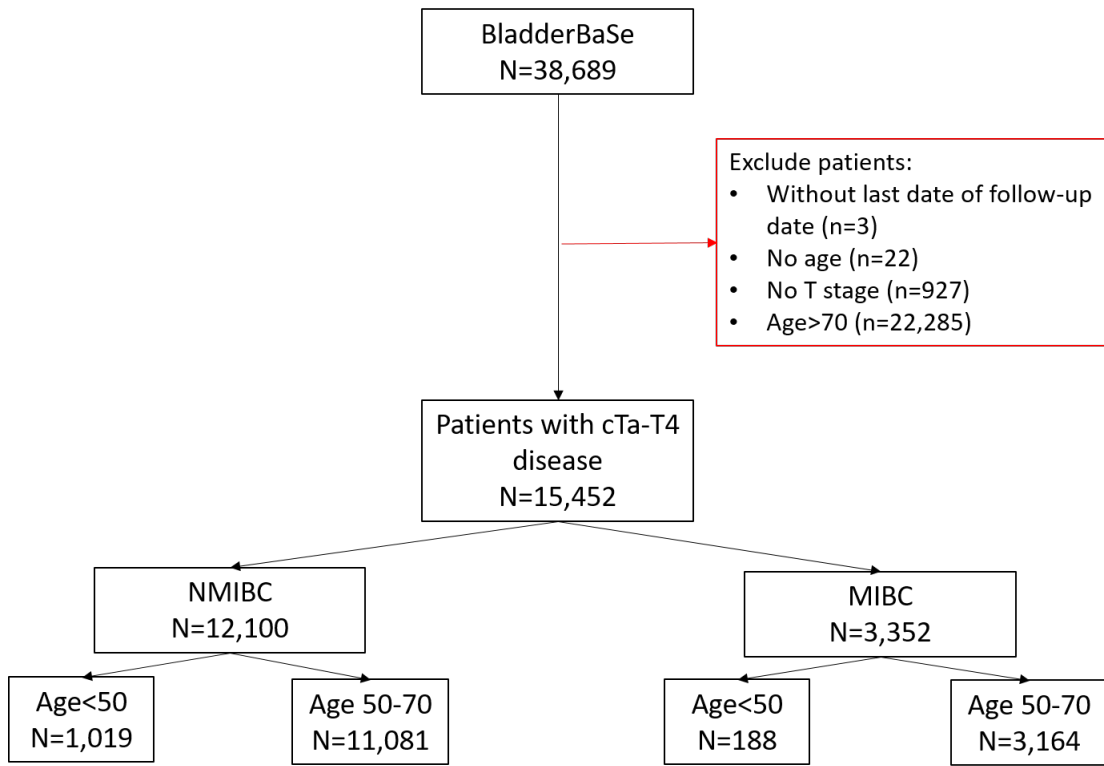 BladderBaSe
N=38,689
Exclude patients:
• Without last date of follow-up
date (n=3)
• No age (n=22)
• No T stage (n=927)
• Age>70 (n=22,285)
Patients with cTa-T4
disease
N=15,452
NMIBC
N=12,100
MIBC
N=3,352
Age<50
N=1,019
Age 50-70
N=11,081
Age<50
N=188
Age 50-70
N=3,164